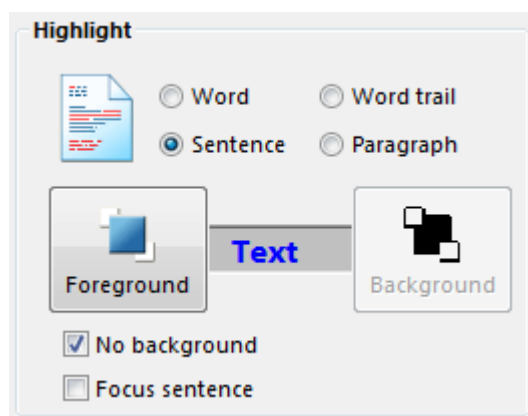 Highlight
Word
Word trail
Sentence
Paragraph
Foreground
Text
Background
No background
Focus sentence